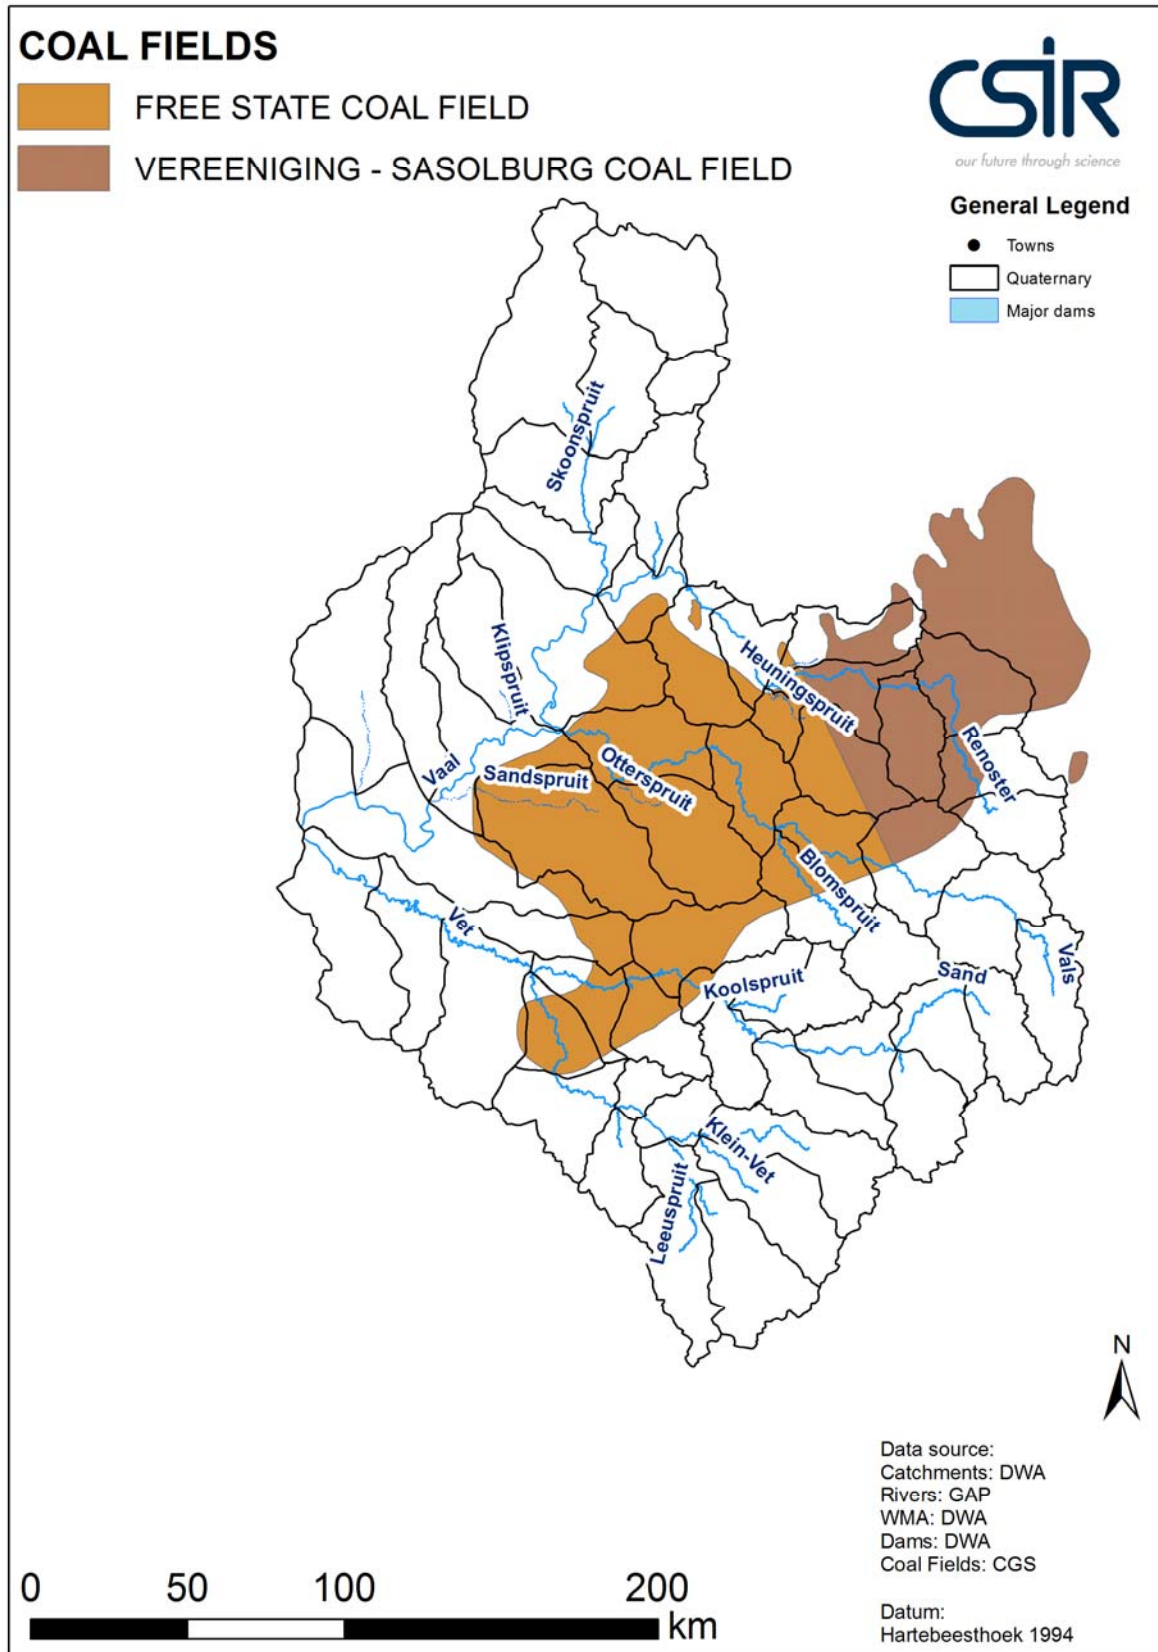 COAL FIELDS
FREE STATE COAL FIELD
VEREENIGING - SASOLBURG COAL FIELD
CSIR
our future through science
General Legend
Towns
Quaternary
Major dams
Skoonspruit
Klipspruit
Heuningspruit
Renoster
Vaal
Sandspruit
Otterspruit
Blomspruit
Vet
Koolspruit
Sand
Vals
Klein-Vet
Leeuspruit
N
Data source:
Catchments: DWA
Rivers: GAP
WMA: DWA
Dams: DWA
Coal Fields: CGS
Datum:
Hartebeesthoek 1994
0 50 100 200
km